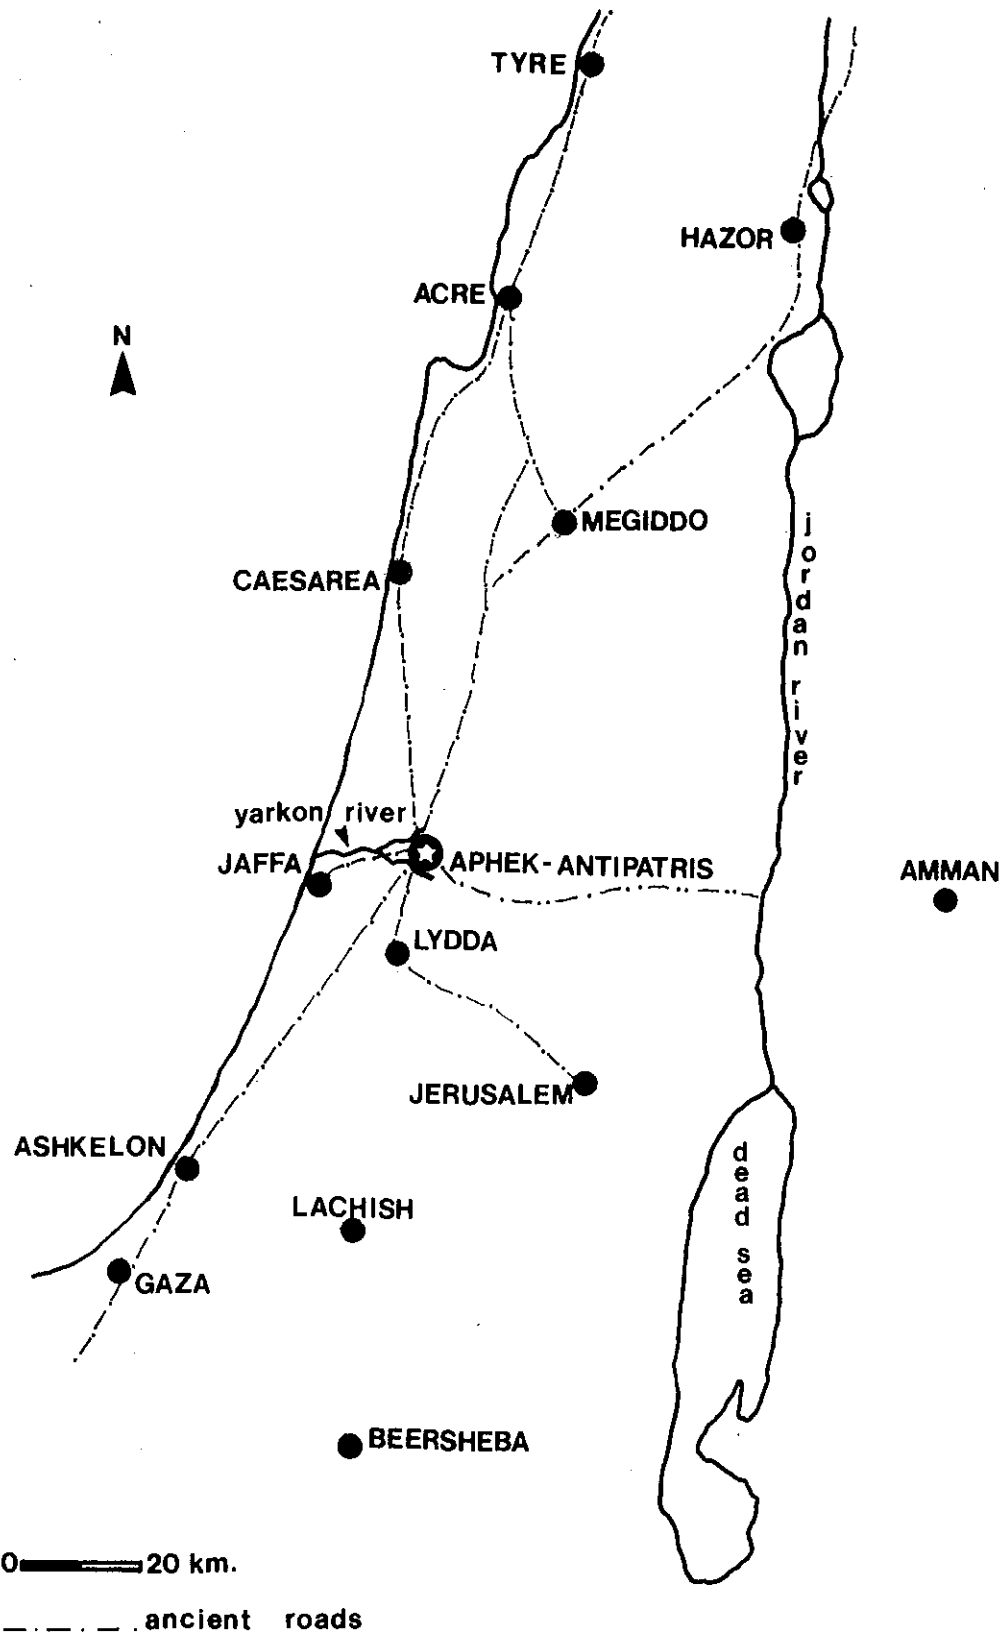 TYRE
HAZOR
ACRE
N
MEGIDDO
jordan river
CAESAREA
yarkon river
JAFFA
APHEK-ANTIPATRIS
AMMAN
LYDDA
JERUSALEM
ASHKELON
dead sea
LACHISH
GAZA
BEERSHEBA
0 20 km.
ancient roads